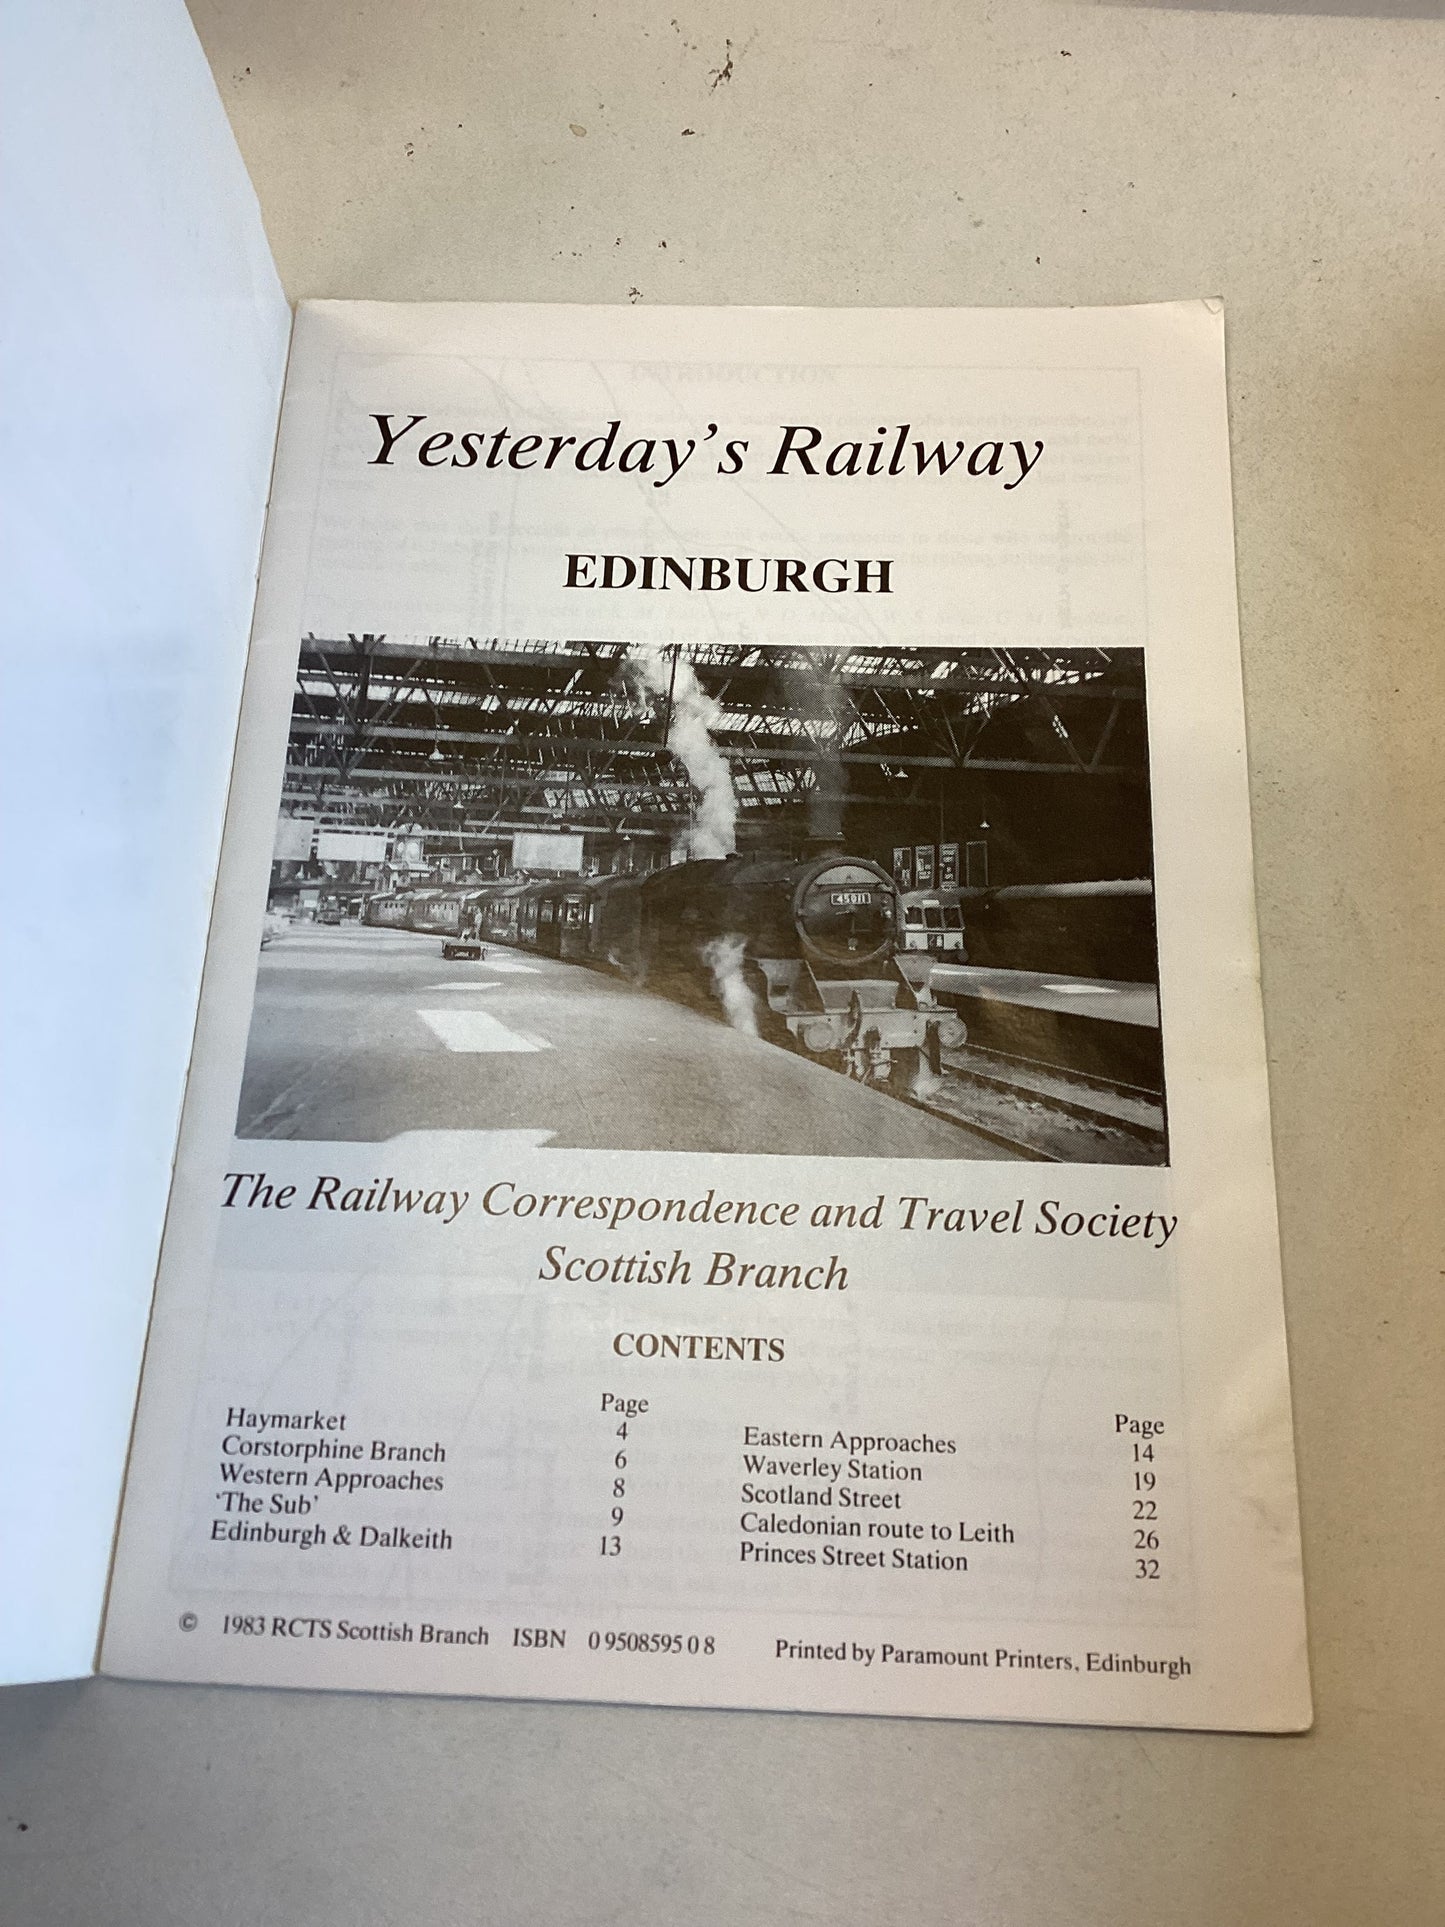 Yesterday's Railway
EDINBURGH
The Railway Correspondence and Travel Society
Scottish Branch
CONTENTS
Page
Haymarket 4
Corstorphine Branch 6
Western Approaches 8
'The Sub' 9
Edinburgh & Dalkeith 13
Page
Eastern Approaches 14
Waverley Station 19
Scotland Street 22
Caledonian route to Leith 26
Princes Street Station 32
© 1983 RCTS Scottish Branch ISBN 0 9508595 0 8 Printed by Paramount Printers, Edinburgh